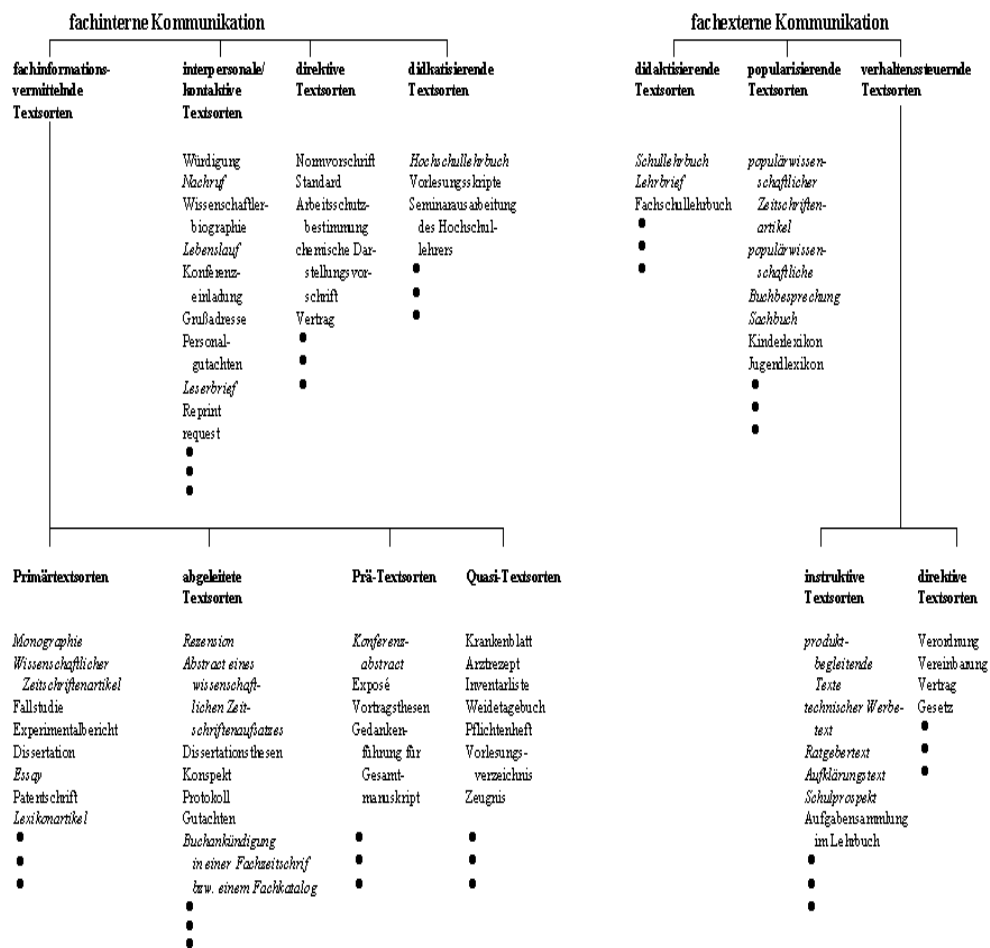 fachinterne Kommunikation
fachinformations-
vermittelnde
Textsorten
interpersonale/
kontaktive
Textsorten
direktive
Textsorten
didkatisierende
Textsorten
Würdigung
Nachruf
Wissenschaftler-
biographie
Lebenslauf
Konferenz-
einladung
Grußadresse
Personal-
gutachten
Leserbrief
Reprint
request
Normvorschrift
Standard
Arbeitsschutz-
bestimmung
chemische Dar-
stellungsvor-
schrift
Vertrag
Hochschullehrbuch
Vorlesungsskripte
Seminarausarbeitung
des Hochschul-
lehrers
Primärtextsorten
Monographie
Wissenschaftlicher
Zeitschriftenartikel
Fallstudie
Experimentalbericht
Dissertation
Essay
Patentschrift
Lexikonartikel
abgeleitete
Textsorten
Rezension
Abstract eines
wissenschaft-
lichen Zeit-
schriftenaufsatzes
Dissertationsthesen
Konspekt
Protokoll
Gutachten
Buchankündigung
in einer Fachzeitschrif
bzw. einem Fachkatalog
Prä-Textsorten
Konferenz-
abstract
Exposé
Vortragsthesen
Gedanken-
führung für
Gesamt-
manuskript
Quasi-Textsorten
Krankenblatt
Arztrezept
Inventarliste
Weidetagebuch
Pflichtenheft
Vorlesungs-
verzeichnis
Zeugnis
fachexterne Kommunikation
didaktisierende
Textsorten
popularisierende
Textsorten
verhaltenssteuernde
Textsorten
Schullehrbuch
Lehrbrief
Fachschullehrbuch
populärwissen-
schaftlicher
Zeitschriften-
artikel
populärwissen-
schaftliche
Buchbesprechung
Sachbuch
Kinderlexikon
Jugendlexikon
instruktive
Textsorten
produkt-
begleitende
Texte
technischer Werbe-
text
Ratgebertext
Aufklärungstext
Schulprospekt
Aufgabensammlung
im Lehrbuch
direktive
Textsorten
Verordnung
Vereinbarung
Vertrag
Gesetz